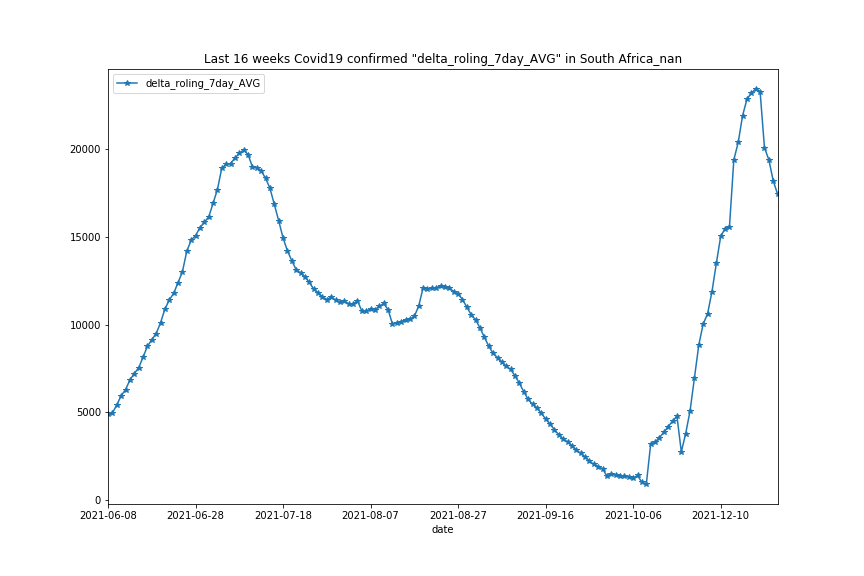 Last 16 weeks Covid19 confirmed "delta_roling_7day_AVG" in South Africa_nan
delta_roling_7day_AVG
20000
15000
10000
5000
0
2021-06-08 2021-06-28 2021-07-18 2021-08-07 2021-08-27 2021-09-16 2021-10-06 2021-12-10
date